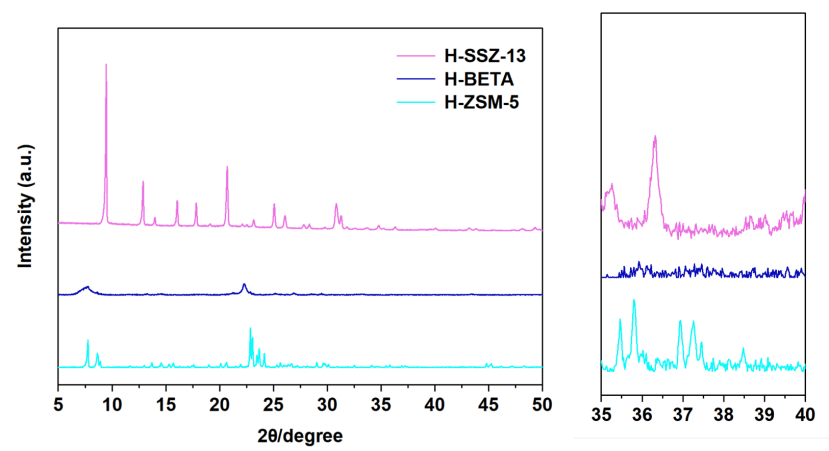 H-SSZ-13
H-BETA
H-ZSM-5
Intensity (a.u.)
5 10 15 20 25 30 35 40 45 50
2θ/degree
35 36 37 38 39 40